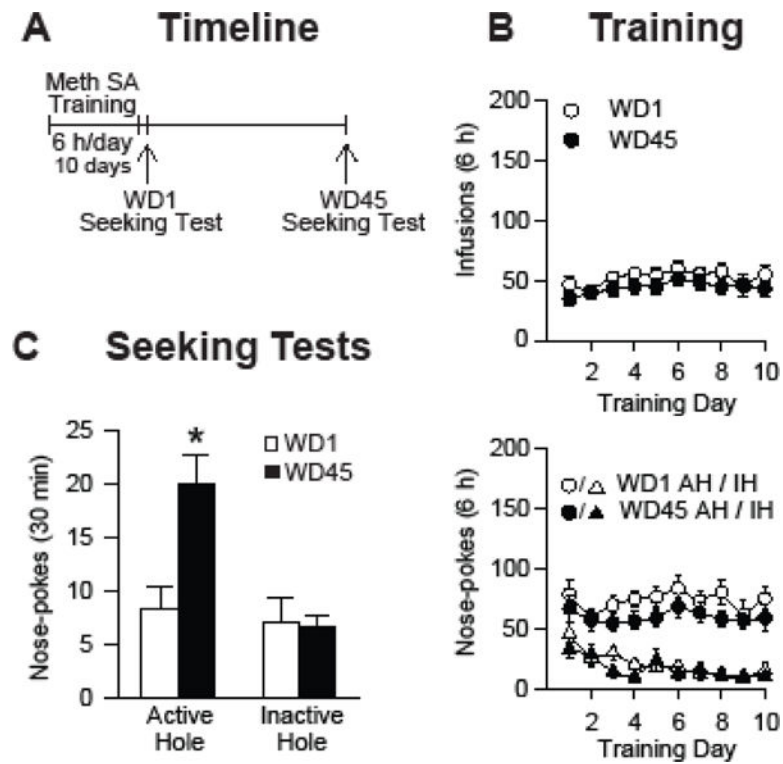 A Timeline
Meth SA
Training
6 h/day
10 days
WD1
Seeking Test
WD45
Seeking Test
B Training
Infusions (6 h)
200
150
100
50
0
WD1
WD45
2 4 6 8 10
Training Day
Nose-pokes (6 h)
200
150
100
50
0
/ WD1 AH / IH
/ WD45 AH / IH
2 4 6 8 10
Training Day
C Seeking Tests
Nose-pokes (30 min)
25
20
15
10
5
0
*
WD1
WD45
Active
Hole
Inactive
Hole